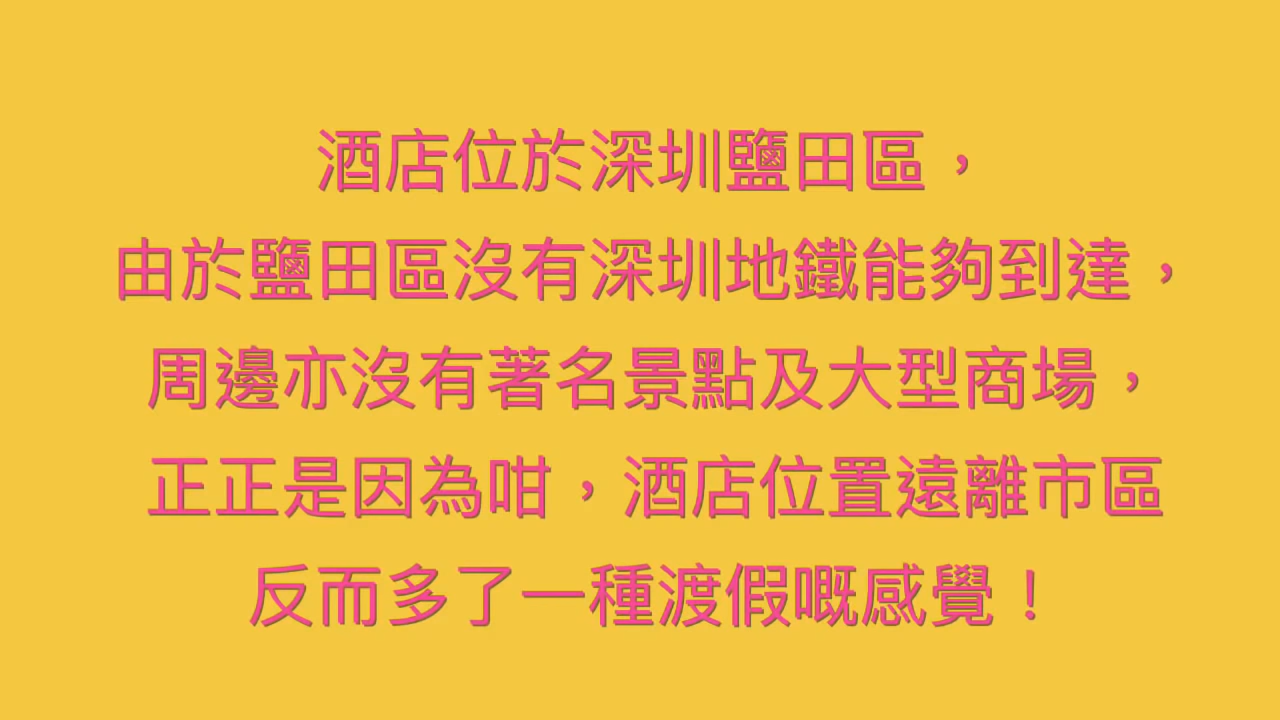 酒店位於深圳鹽田區，
由於鹽田區沒有深圳地鐵能夠到達，
周邊亦沒有著名景點及大型商場，
正正是因為咁，酒店位置遠離市區
反而多了一種渡假嘅感覺！